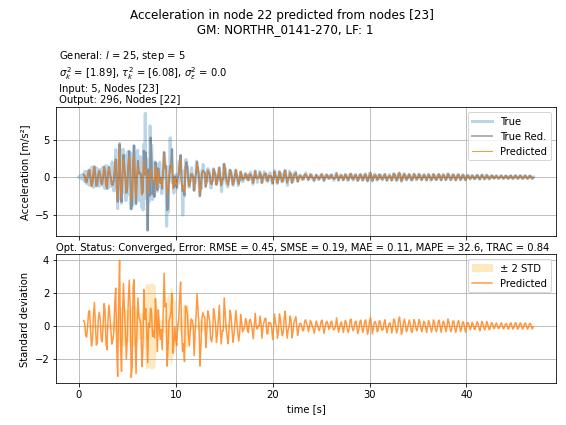 Acceleration in node 22 predicted from nodes [23]
GM: NORTHR_0141-270, LF: 1
General: l = 25, step = 5
σ²ₖ = [1.89], τ²ₖ = [6.08], σ²ₑ = 0.0
Input: 5, Nodes [23]
Output: 296, Nodes [22]
Acceleration [m/s²]
5
0
−5
True
True Red.
Predicted
Opt. Status: Converged, Error: RMSE = 0.45, SMSE = 0.19, MAE = 0.11, MAPE = 32.6, TRAC = 0.84
Standard deviation
4
2
0
−2
± 2 STD
Predicted
0
10
20
30
40
time [s]